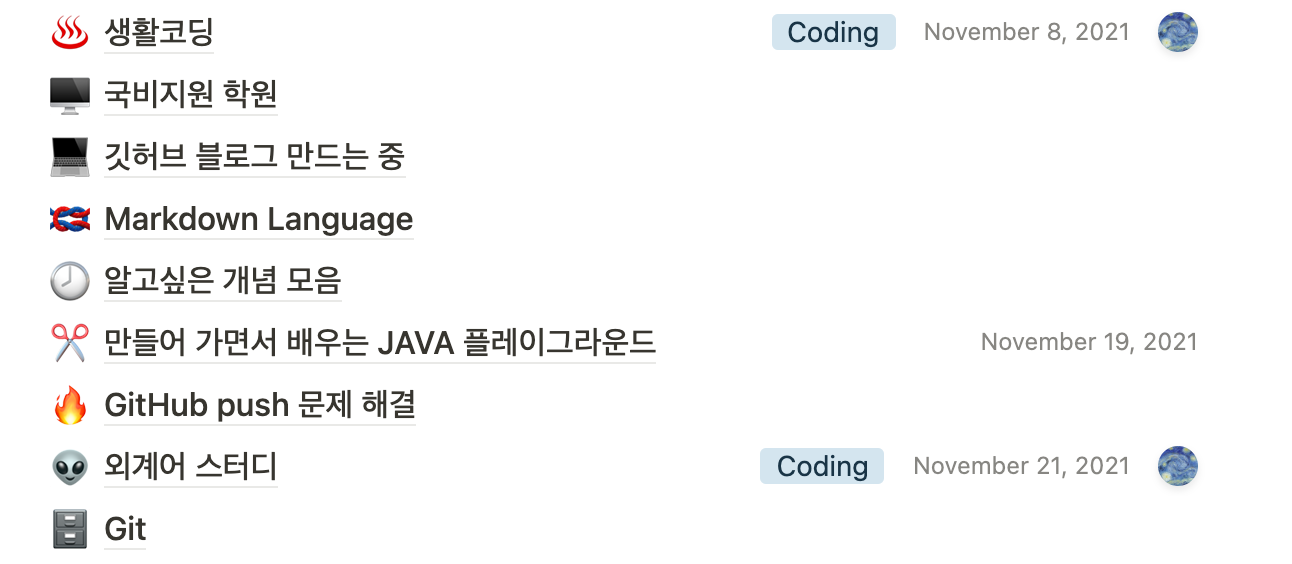 생활코딩 Coding November 8, 2021
국비지원 학원
깃허브 블로그 만드는 중
Markdown Language
알고싶은 개념 모음
만들어 가면서 배우는 JAVA 플레이그라운드 November 19, 2021
GitHub push 문제 해결
외계어 스터디 Coding November 21, 2021
Git